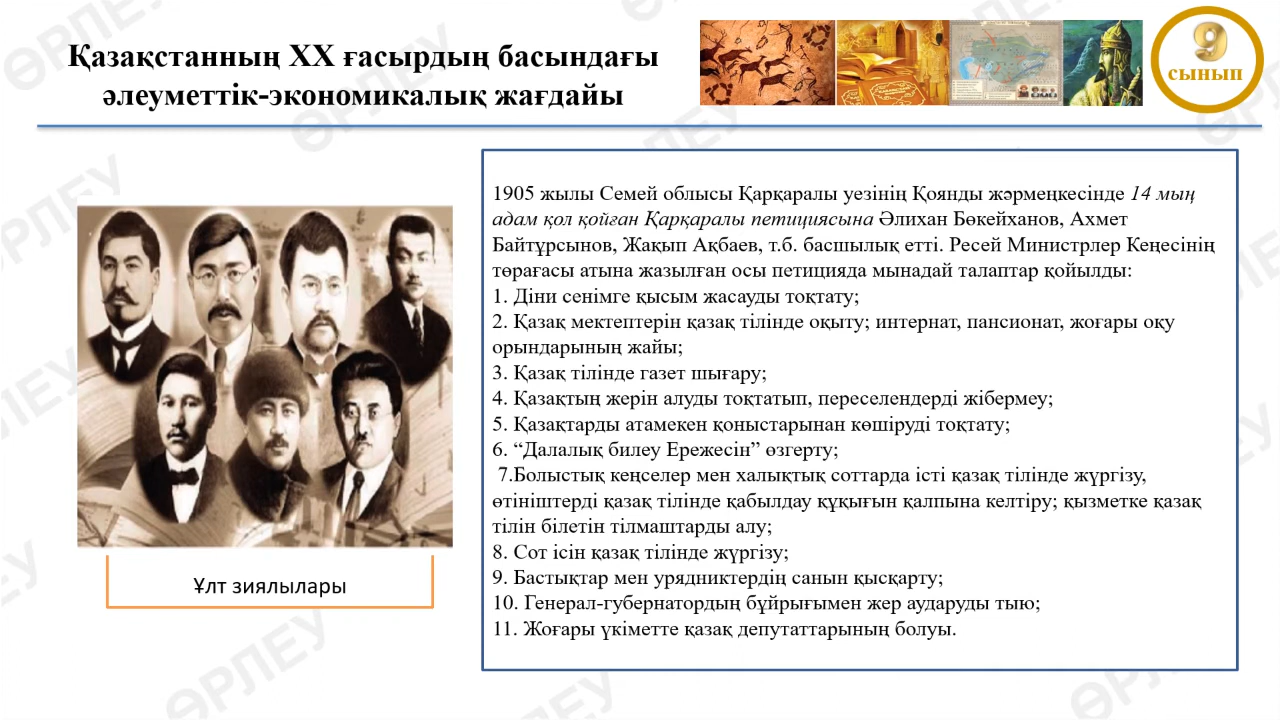 Қазақстанның ХХ ғасырдың басындағы
әлеуметтік-экономикалық жағдайы
9
сынып
1905 жылы Семей облысы Қарқаралы уезінің Қоянды жәрмеңкесінде 14 мың
адам қол қойған Қарқаралы петициясына Әлихан Бөкейханов, Ахмет
Байтұрсынов, Жақып Ақбаев, т.б. басшылық етті. Ресей Министрлер Кеңесінің
төрағасы атына жазылған осы петицияда мынадай талаптар қойылды:
1. Діни сенімге қысым жасауды тоқтату;
2. Қазақ мектептерін қазақ тілінде оқыту; интернат, пансионат, жоғары оқу
орындарының жайы;
3. Қазақ тілінде газет шығару;
4. Қазақтың жерін алуды тоқтатып, переселендерді жібермеу;
5. Қазақтарды атамекен қоныстарынан көшіруді тоқтату;
6. “Далалық билеу Ережесін” өзгерту;
7.Болыстық кеңселер мен халықтық соттарда істі қазақ тілінде жүргізу,
өтініштерді қазақ тілінде қабылдау құқығын қалпына келтіру; қызметке қазақ
тілін білетін тілмаштарды алу;
8. Сот ісін қазақ тілінде жүргізу;
9. Бастықтар мен урядниктердің санын қысқарту;
10. Генерал-губернатордың бұйрығымен жер аударуды тыю;
11. Жоғары үкіметте қазақ депутаттарының болуы.
Ұлт зиялылары
ӨРЛЕУ